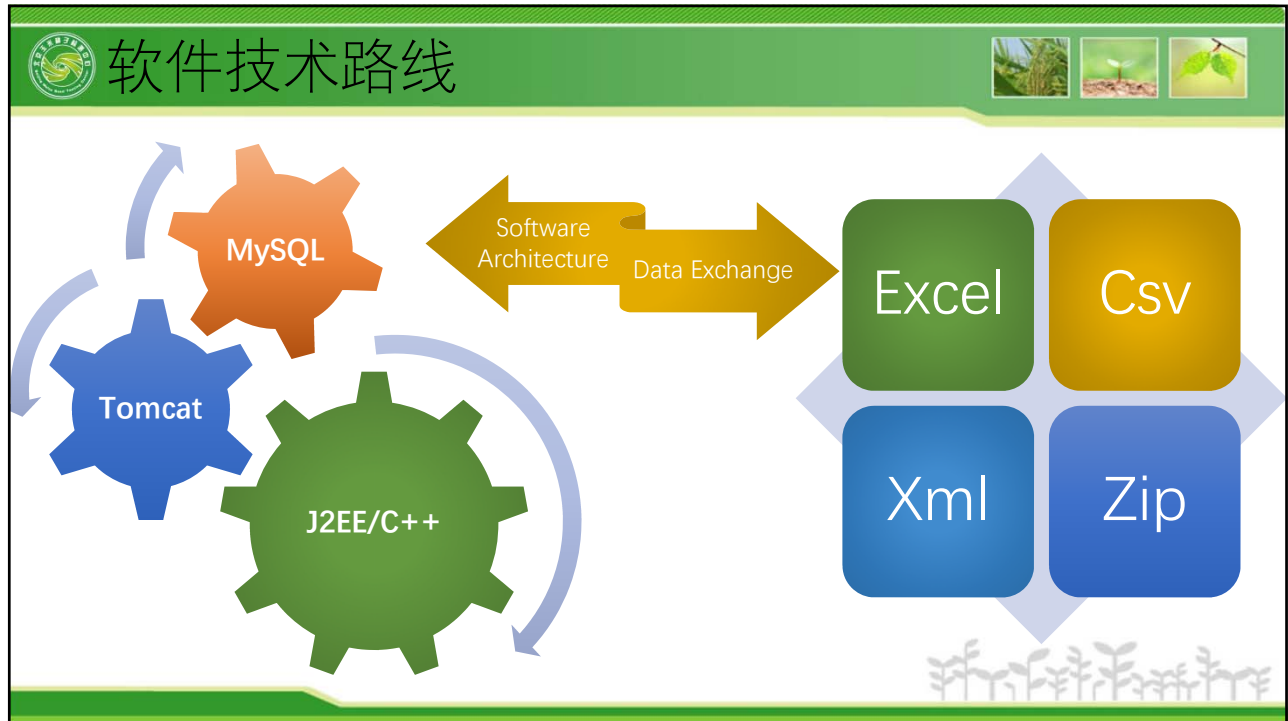 软件技术路线
MySQL
Tomcat
J2EE/C++
Software
Architecture
Data Exchange
Excel
Csv
Xml
Zip